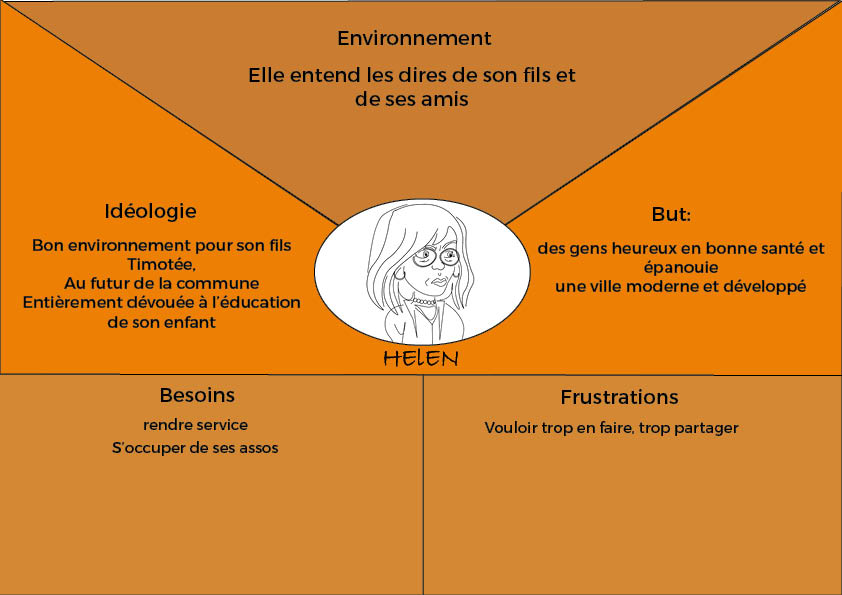 Environnement
Elle entend les dires de son fils et
de ses amis
Idéologie
Bon environnement pour son fils
Timotée,
Au futur de la commune
Entièrement dévouée à l'éducation
de son enfant
But:
des gens heureux en bonne santé et
épanouie
une ville moderne et développé
HElEN
Besoins
rendre service
S'occuper de ses assos
Frustrations
Vouloir trop en faire, trop partager